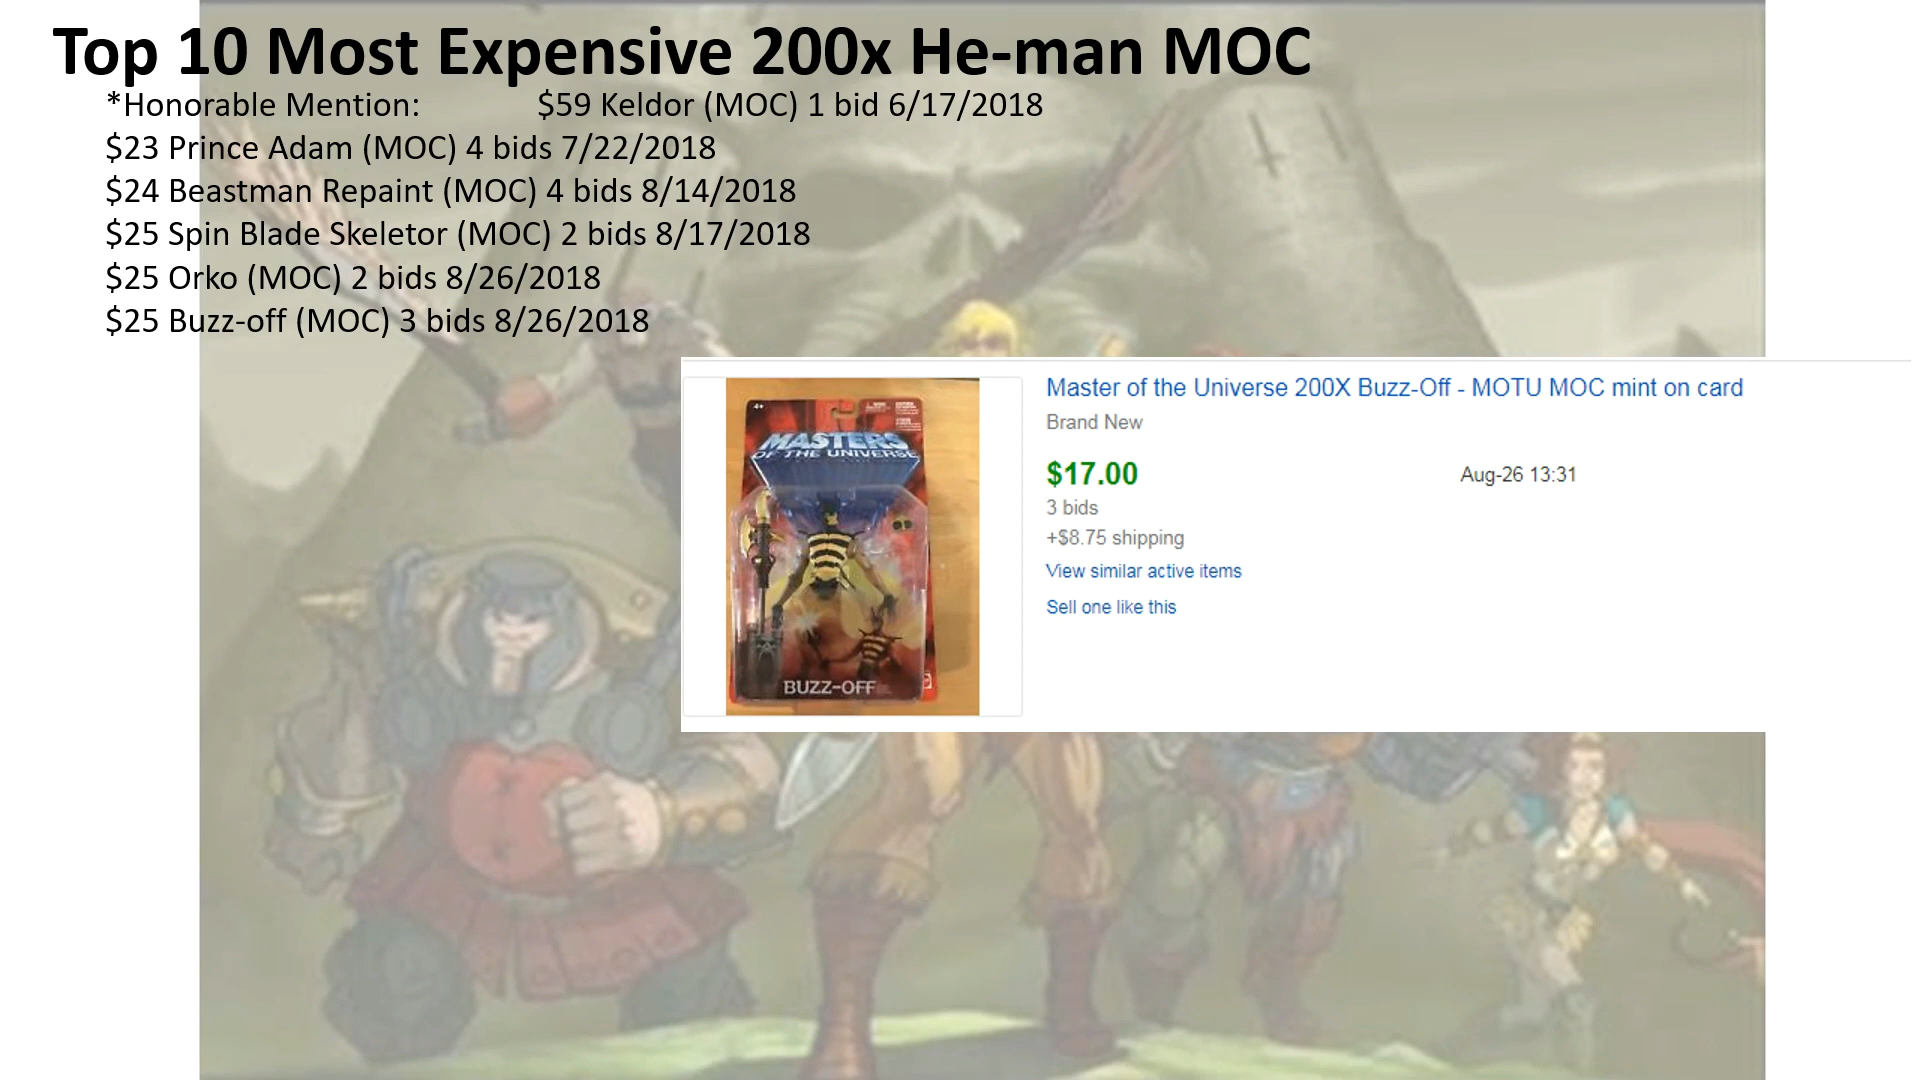 Top 10 Most Expensive 200x He-man MOC
*Honorable Mention: $59 Keldor (MOC) 1 bid 6/17/2018
$23 Prince Adam (MOC) 4 bids 7/22/2018
$24 Beastman Repaint (MOC) 4 bids 8/14/2018
$25 Spin Blade Skeletor (MOC) 2 bids 8/17/2018
$25 Orko (MOC) 2 bids 8/26/2018
$25 Buzz-off (MOC) 3 bids 8/26/2018
Master of the Universe 200X Buzz-Off - MOTU MOC mint on card
Brand New
$17.00
Aug-26 13:31
3 bids
+$8.75 shipping
View similar active items
Sell one like this
4+
MASTERS
OF THE UNIVERSE
BUZZ-OFF